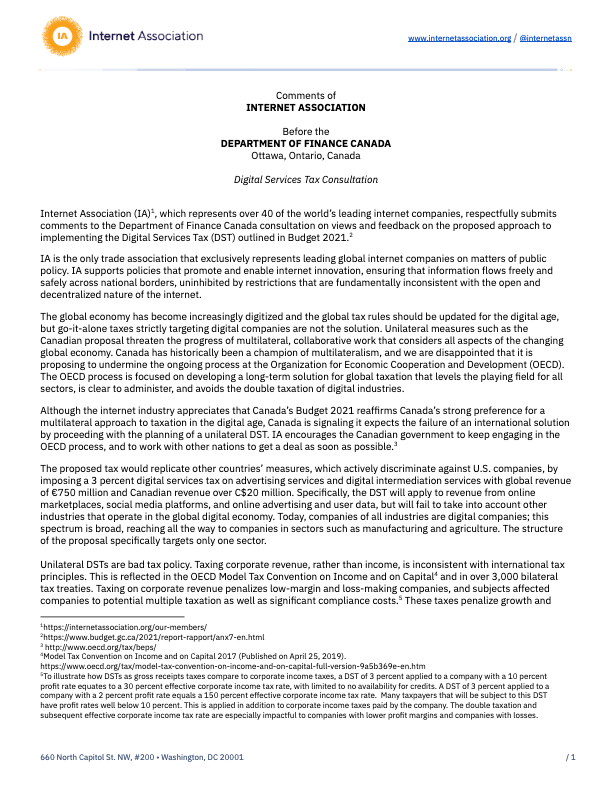 IA Internet Association
www.internetassociation.org / @internetassn
Comments of
INTERNET ASSOCIATION
Before the
DEPARTMENT OF FINANCE CANADA
Ottawa, Ontario, Canada
Digital Services Tax Consultation
Internet Association (IA)¹, which represents over 40 of the world's leading internet companies, respectfully submits
comments to the Department of Finance Canada consultation on views and feedback on the proposed approach to
implementing the Digital Services Tax (DST) outlined in Budget 2021.²
IA is the only trade association that exclusively represents leading global internet companies on matters of public
policy. IA supports policies that promote and enable internet innovation, ensuring that information flows freely and
safely across national borders, uninhibited by restrictions that are fundamentally inconsistent with the open and
decentralized nature of the internet.
The global economy has become increasingly digitized and the global tax rules should be updated for the digital age,
but go-it-alone taxes strictly targeting digital companies are not the solution. Unilateral measures such as the
Canadian proposal threaten the progress of multilateral, collaborative work that considers all aspects of the changing
global economy. Canada has historically been a champion of multilateralism, and we are disappointed that it is
proposing to undermine the ongoing process at the Organization for Economic Cooperation and Development (OECD).
The OECD process is focused on developing a long-term solution for global taxation that levels the playing field for all
sectors, is clear to administer, and avoids the double taxation of digital industries.
Although the internet industry appreciates that Canada's Budget 2021 reaffirms Canada's strong preference for a
multilateral approach to taxation in the digital age, Canada is signaling it expects the failure of an international solution
by proceeding with the planning of a unilateral DST. IA encourages the Canadian government to keep engaging in the
OECD process, and to work with other nations to get a deal as soon as possible.³
The proposed tax would replicate other countries' measures, which actively discriminate against U.S. companies, by
imposing a 3 percent digital services tax on advertising services and digital intermediation services with global revenue
of €750 million and Canadian revenue over C$20 million. Specifically, the DST will apply to revenue from online
marketplaces, social media platforms, and online advertising and user data, but will fail to take into account other
industries that operate in the global digital economy. Today, companies of all industries are digital companies; this
spectrum is broad, reaching all the way to companies in sectors such as manufacturing and agriculture. The structure
of the proposal specifically targets only one sector.
Unilateral DSTs are bad tax policy. Taxing corporate revenue, rather than income, is inconsistent with international tax
principles. This is reflected in the OECD Model Tax Convention on Income and on Capital⁴ and in over 3,000 bilateral
tax treaties. Taxing on corporate revenue penalizes low-margin and loss-making companies, and subjects affected
companies to potential multiple taxation as well as significant compliance costs.⁵ These taxes penalize growth and
¹https://internetassociation.org/our-members/
²https://www.budget.gc.ca/2021/report-rapport/anx7-en.html
³ http://www.oecd.org/tax/beps/
⁴Model Tax Convention on Income and on Capital 2017 (Published on April 25, 2019).
https://www.oecd.org/tax/model-tax-convention-on-income-and-on-capital-full-version-9a5b369e-en.htm
⁵To illustrate how DSTs as gross receipts taxes compare to corporate income taxes, a DST of 3 percent applied to a company with a 10 percent
profit rate equates to a 30 percent effective corporate income tax rate, with limited to no availability for credits. A DST of 3 percent applied to a
company with a 2 percent profit rate equals a 150 percent effective corporate income tax rate. Many taxpayers that will be subject to this DST
have profit rates well below 10 percent. This is applied in addition to corporate income taxes paid by the company. The double taxation and
subsequent effective corporate income tax rate are especially impactful to companies with lower profit margins and companies with losses.
660 North Capitol St. NW, #200 • Washington, DC 20001
/ 1